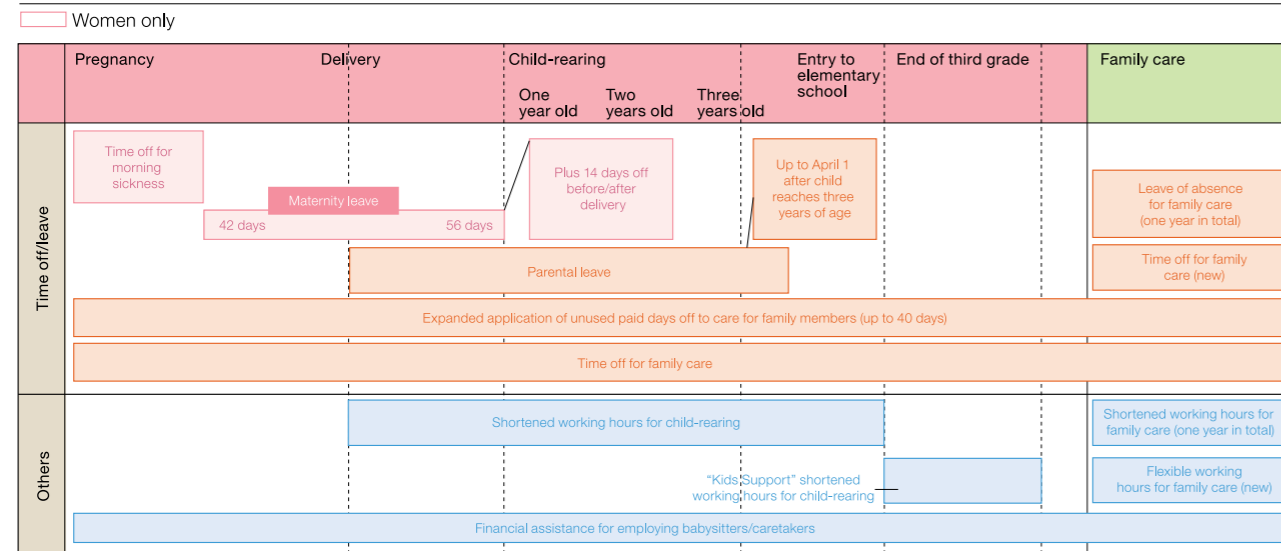 Women only
Pregnancy
Delivery
Child-rearing
One
year old
Two
years old
Three
years old
Entry to
elementary
school
End of third grade
Family care
Time off/leave
Time off for
morning
sickness
Maternity leave
42 days
56 days
Plus 14 days off
before/after
delivery
Up to April 1
after child
reaches three
years of age
Leave of absence
for family care
(one year in total)
Parental leave
Time off for family
care (new)
Expanded application of unused paid days off to care for family members (up to 40 days)
Time off for family care
Others
Shortened working hours for child-rearing
Shortened working hours for
family care (one year in total)
"Kids Support" shortened
working hours for child-rearing
Flexible working
hours for family care (new)
Financial assistance for employing babysitters/caretakers